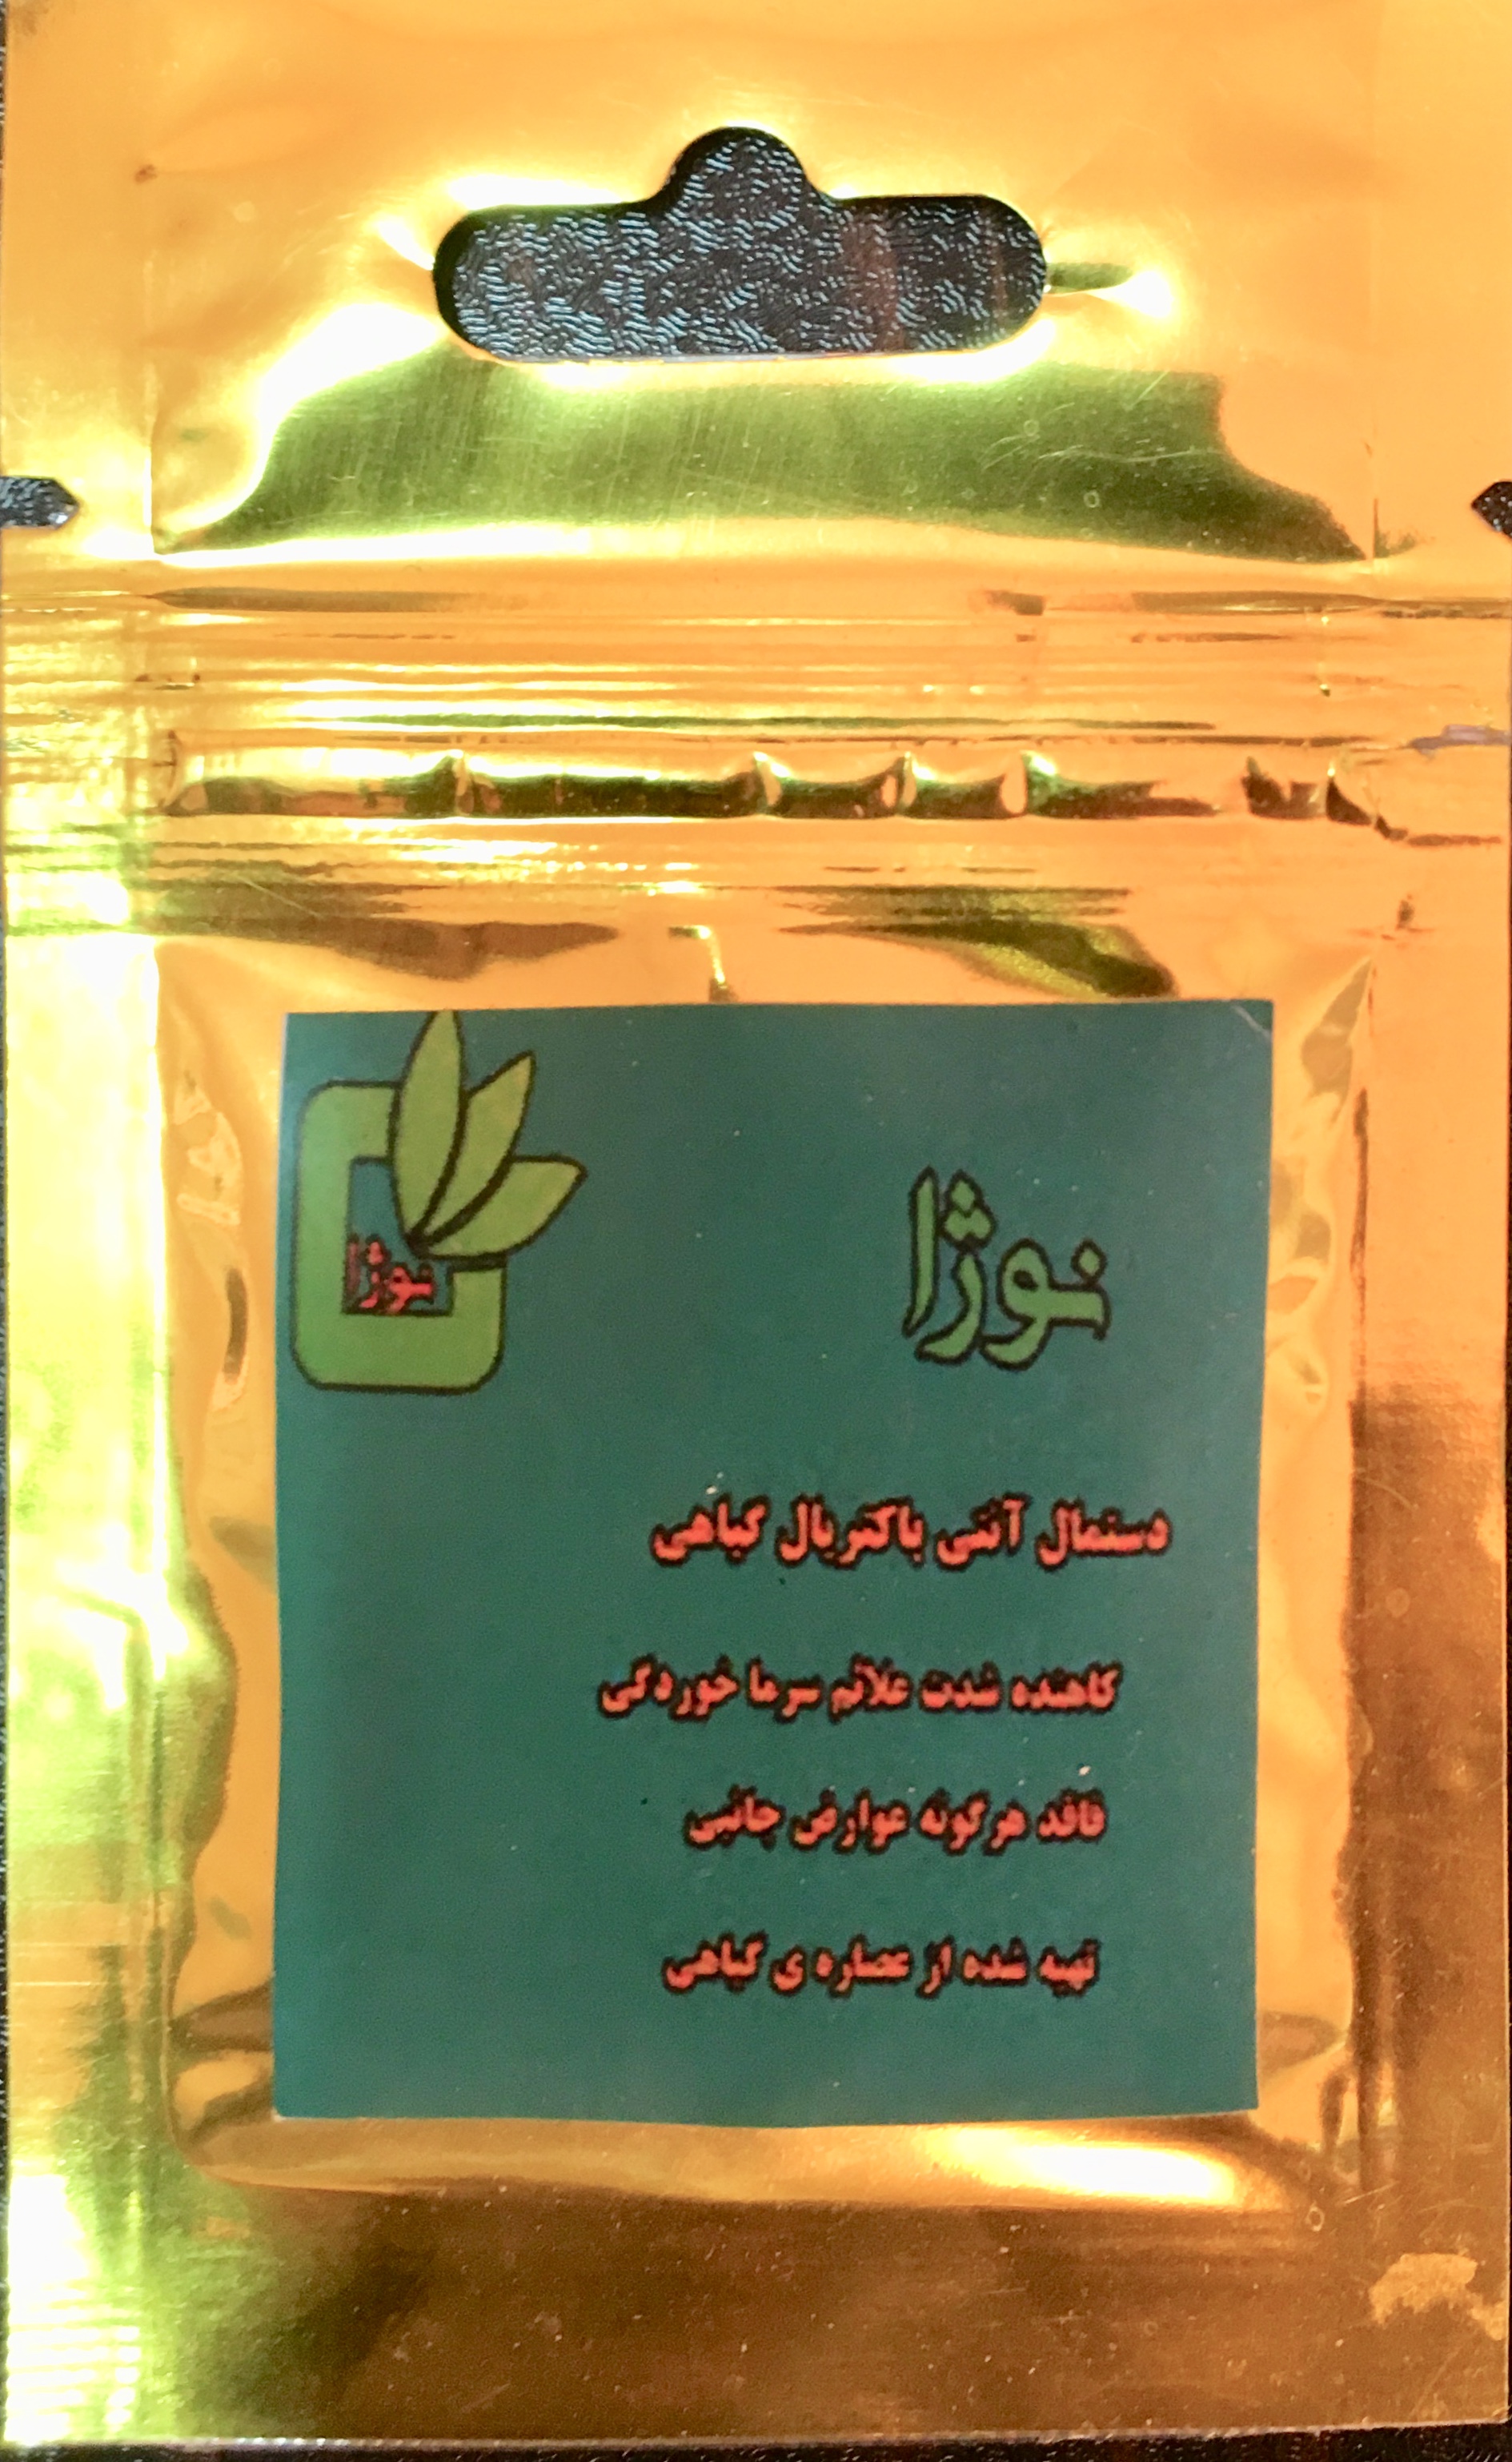 نوژا
نوژا
دستمال آنتی باکتریال گیاهی
کاهنده شدت علائم سرما خوردگی
فاقد هرگونه عوارض جانبی
تهیه شده از عصاره ی گیاهی